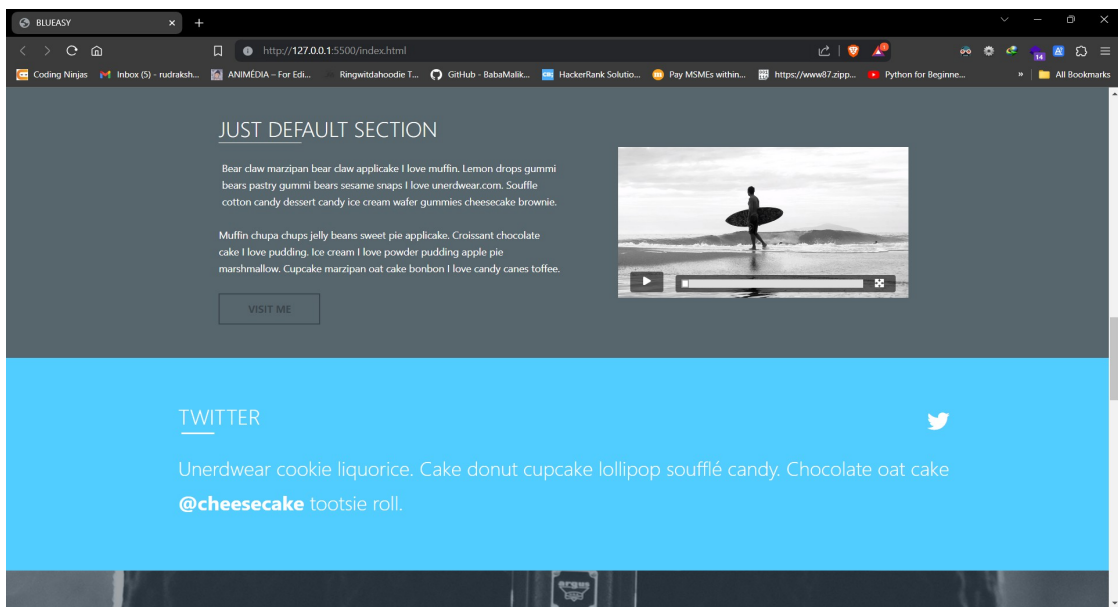 BLUEASY
http://127.0.0.1:5500/index.html
14
Coding Ninjas
Inbox (5) - rudraksh...
ANIMÉDIA – For Edi...
Ringwitdahoodie T...
GitHub - BabaMalik...
HackerRank Solutio...
Pay MSMEs within...
https://www87.zipp...
Python for Beginne...
»
All Bookmarks
JUST DEFAULT SECTION
Bear claw marzipan bear claw applicake I love muffin. Lemon drops gummi
bears pastry gummi bears sesame snaps I love unerdwear.com. Souffle
cotton candy dessert candy ice cream wafer gummies cheesecake brownie.
Muffin chupa chups jelly beans sweet pie applicake. Croissant chocolate
cake I love pudding. Ice cream I love powder pudding apple pie
marshmallow. Cupcake marzipan oat cake bonbon I love candy canes toffee.
VISIT ME
TWITTER
Unerdwear cookie liquorice. Cake donut cupcake lollipop soufflé candy. Chocolate oat cake
@cheesecake tootsie roll.
argus